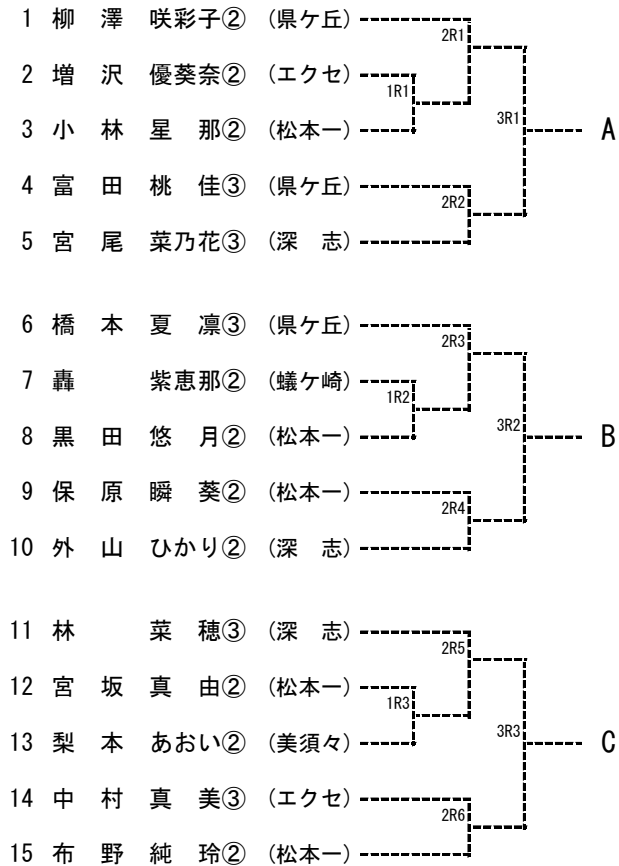 1 柳 澤 咲彩子② (県ケ丘)
2R1
2 増 沢 優葵奈② (エクセ)
1R1
3 小 林 星 那② (松本一)
3R1 A
4 富 田 桃 佳③ (県ケ丘)
2R2
5 宮 尾 菜乃花③ (深 志)
6 橋 本 夏 凛③ (県ケ丘)
2R3
7 轟 紫恵那② (蟻ケ崎)
1R2
8 黒 田 悠 月② (松本一)
3R2 B
9 保 原 瞬 葵② (松本一)
2R4
10 外 山 ひかり② (深 志)
11 林 菜 穂③ (深 志)
2R5
12 宮 坂 真 由② (松本一)
1R3
13 梨 本 あおい② (美須々)
3R3 C
14 中 村 真 美③ (エクセ)
2R6
15 布 野 純 玲② (松本一)